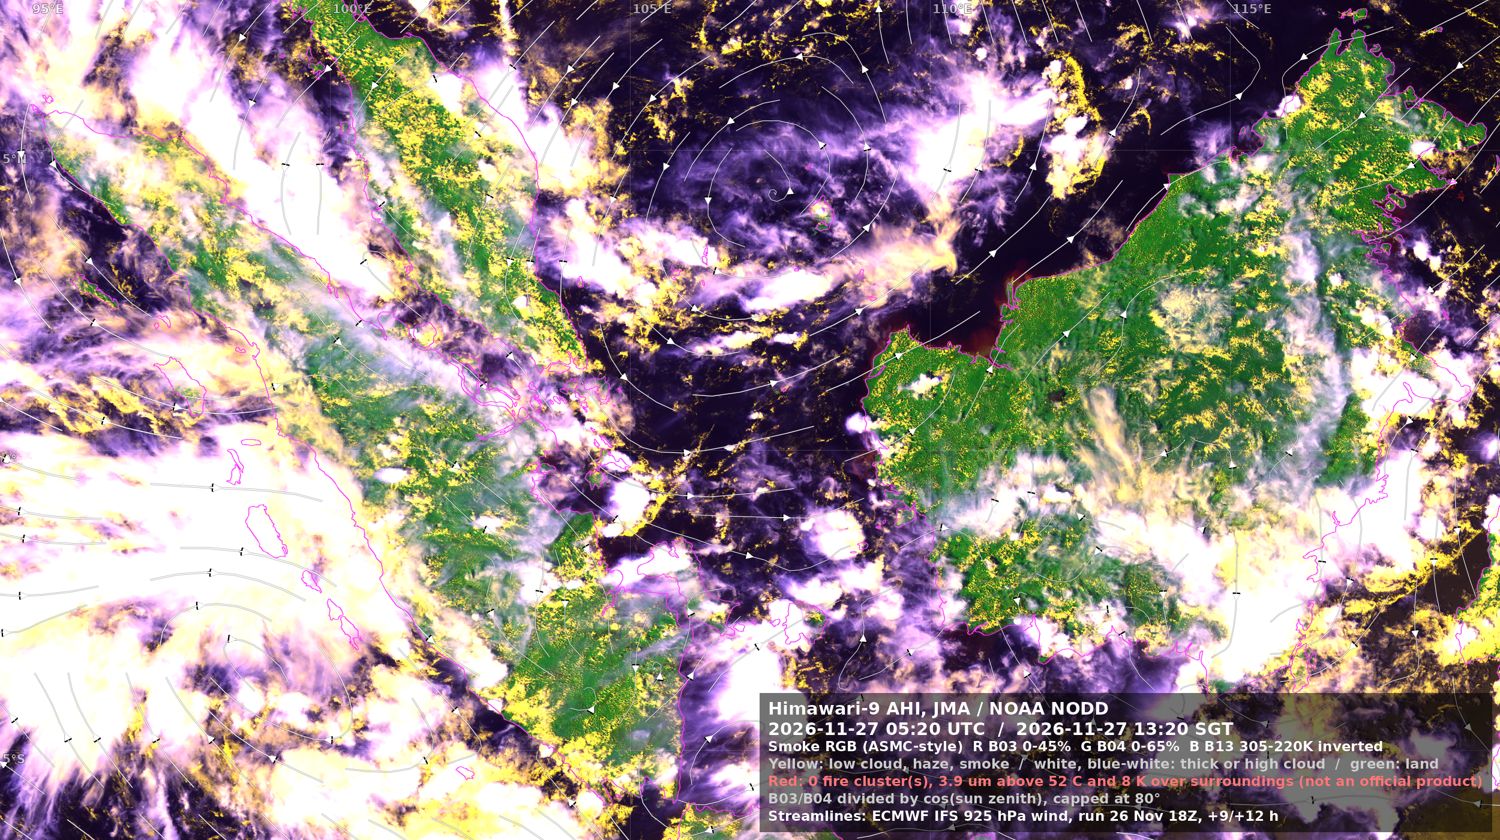 95°E
100°E
105°E
110°E
115°E
5°N
5°S
Himawari-9 AHI, JMA / NOAA NODD
2026-11-27 05:20 UTC / 2026-11-27 13:20 SGT
Smoke RGB (ASMC-style) R B03 0-45% G B04 0-65% B B13 305-220K inverted
Yellow: low cloud, haze, smoke / white, blue-white: thick or high cloud / green: land
Red: 0 fire cluster(s), 3.9 um above 52 C and 8 K over surroundings (not an official product)
B03/B04 divided by cos(sun zenith), capped at 80°
Streamlines: ECMWF IFS 925 hPa wind, run 26 Nov 18Z, +9/+12 h